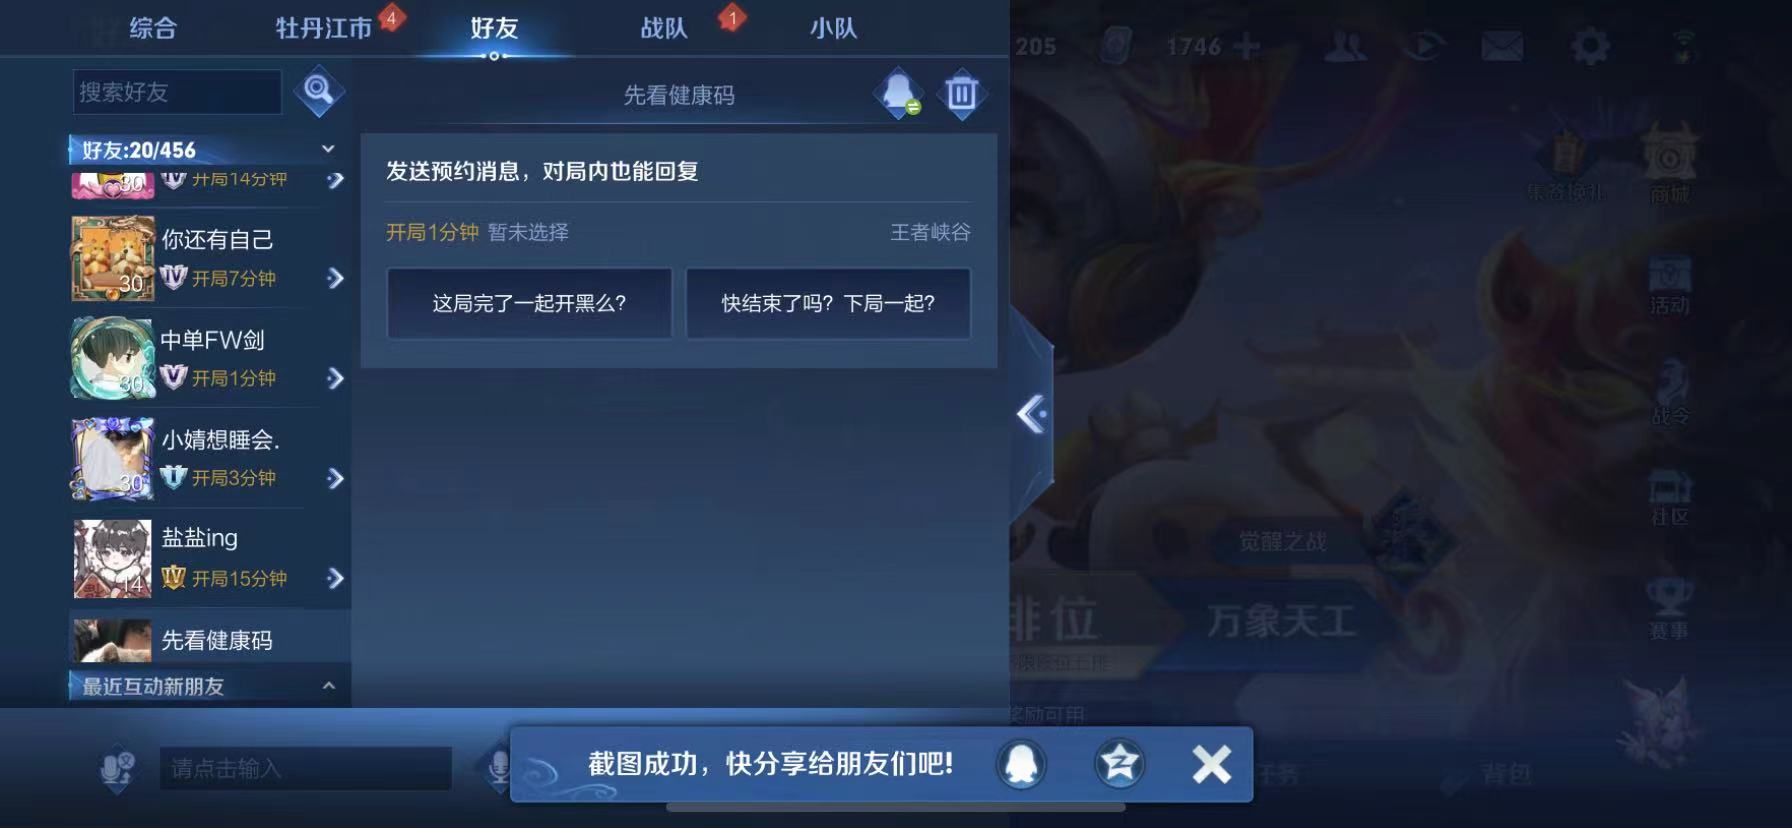 综合
牡丹江市
4
好友
战队
1
小队
205
1746
搜索好友
先看健康码
好友:20/456
30
开局14分钟
发送预约消息，对局内也能回复
开局1分钟 暂未选择
王者峡谷
这局完了一起开黑么?
快结束了吗？下局一起?
你还有自己
30
IV
开局7分钟
中单FW剑
30
V
开局1分钟
小婧想睡会.
30
I
开局3分钟
盐盐ing
14
IV
开局15分钟
先看健康码
最近互动新朋友
请点击输入
截图成功，快分享给朋友们吧!
商城
活动
战令
社区
赛事
觉醒之战
排位
万象天工
奖励可用
任务
背包